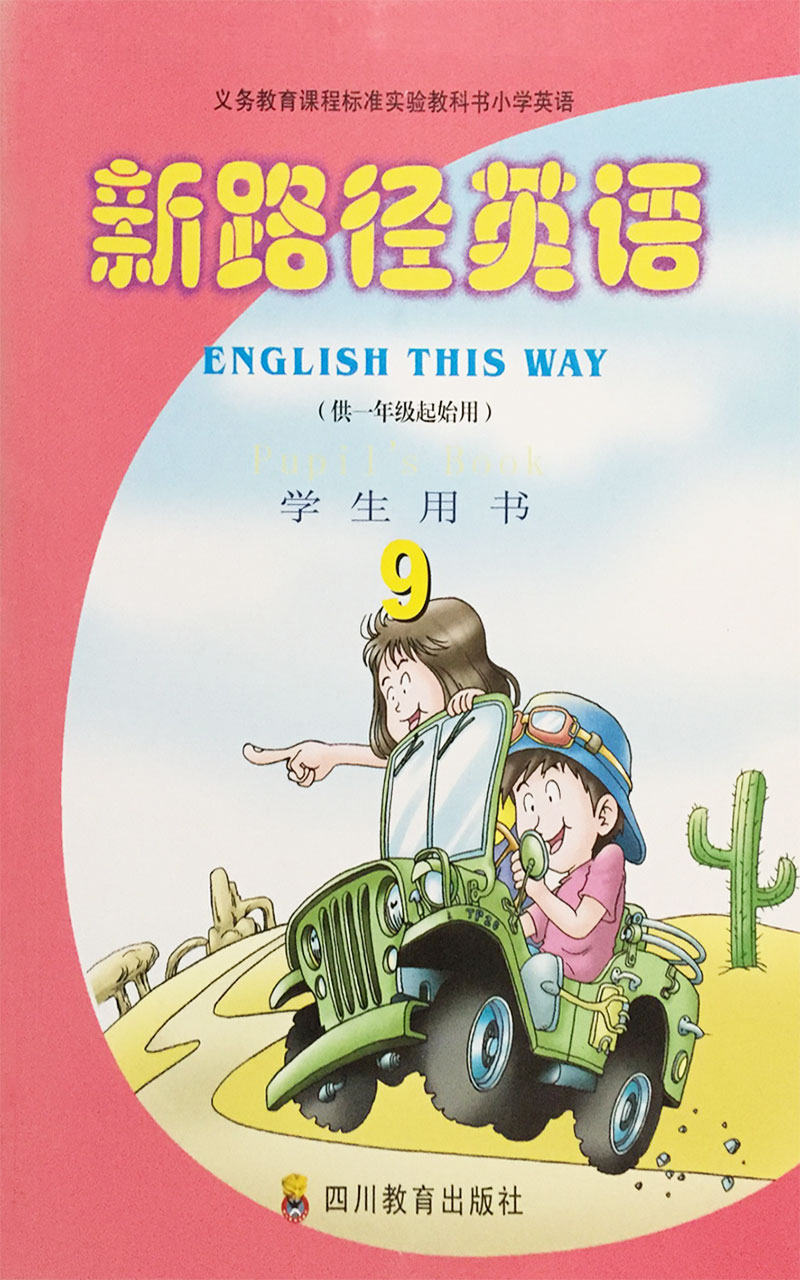 义务教育课程标准实验教科书小学英语
新路径英语
ENGLISH THIS WAY
（供一年级起始用）
Pupil's Book
学生用书
9
TP20
四川教育出版社